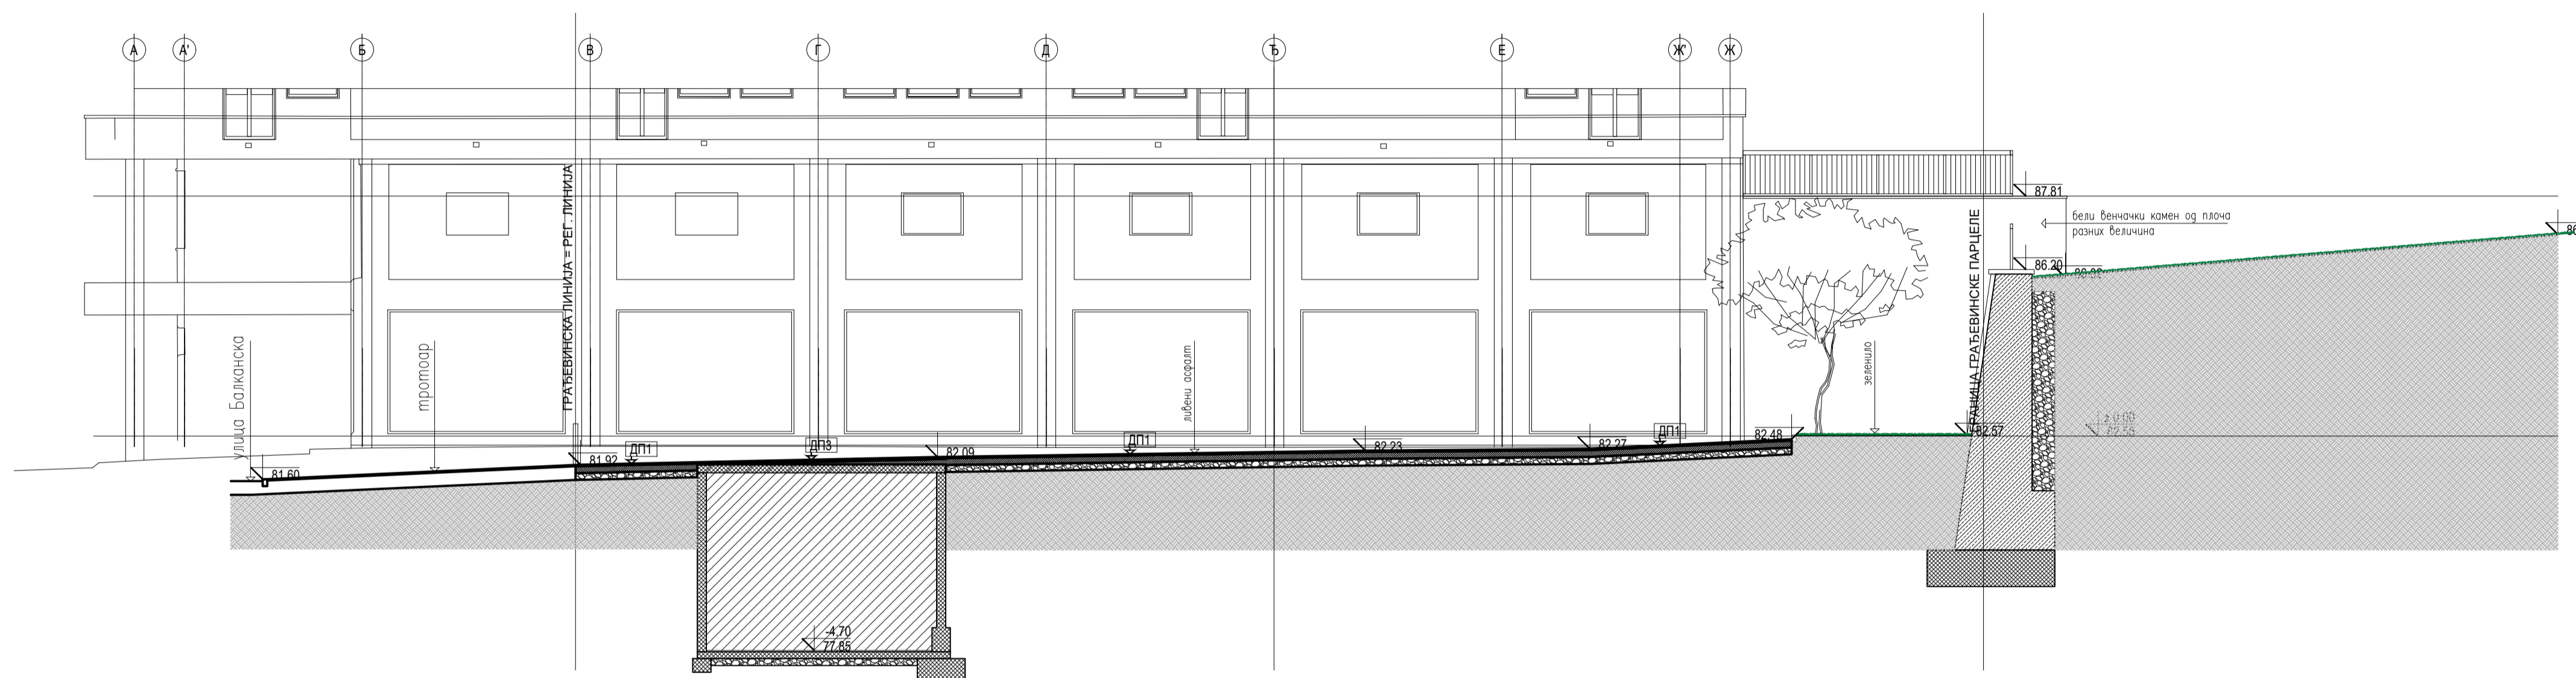 А
А'
Б
В
Г
Д
Ђ
Е
Ж'
Ж
ГРАЂЕВИНСКА ЛИНИЈА = РЕГ. ЛИНИЈА
87.81
бели венчачки камен од плоча
разних величина
86.20
ГРАНИЦА ГРАЂЕВИНСКЕ ПАРЦЕЛЕ
улица Балканска
тротоар
ливени асфалт
зеленило
81.60
81.92
ДП1
ДП3
82.09
ДП1
82.23
82.27
ДП1
82.48
82.57
± 0.00
82.56
-4.70
77.85